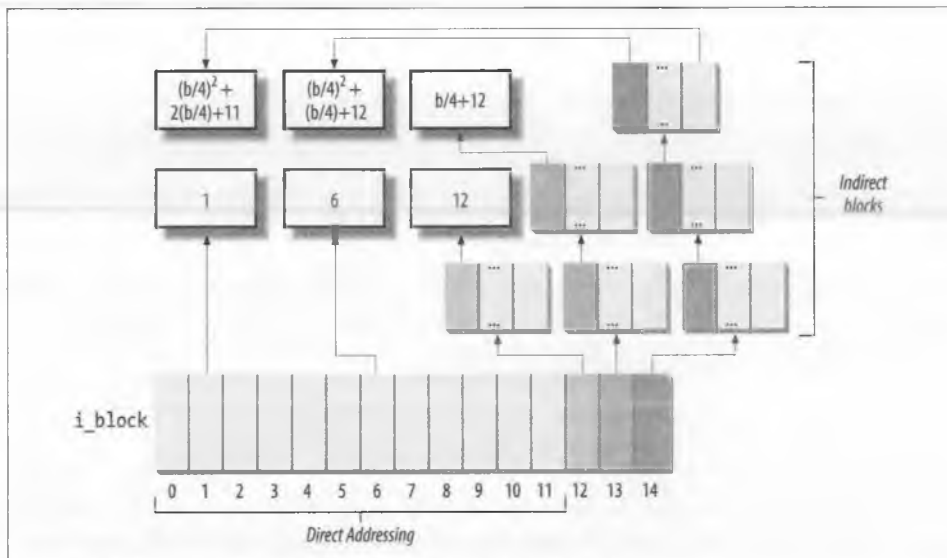 ...
(b/4)² +
2(b/4)+11
(b/4)² +
(b/4)+12
b/4+12
...
...
...
Indirect
blocks
1
6
12
...
...
...
...
...
...
...
...
i_block
0 1 2 3 4 5 6 7 8 9 10 11 12 13 14
Direct Addressing